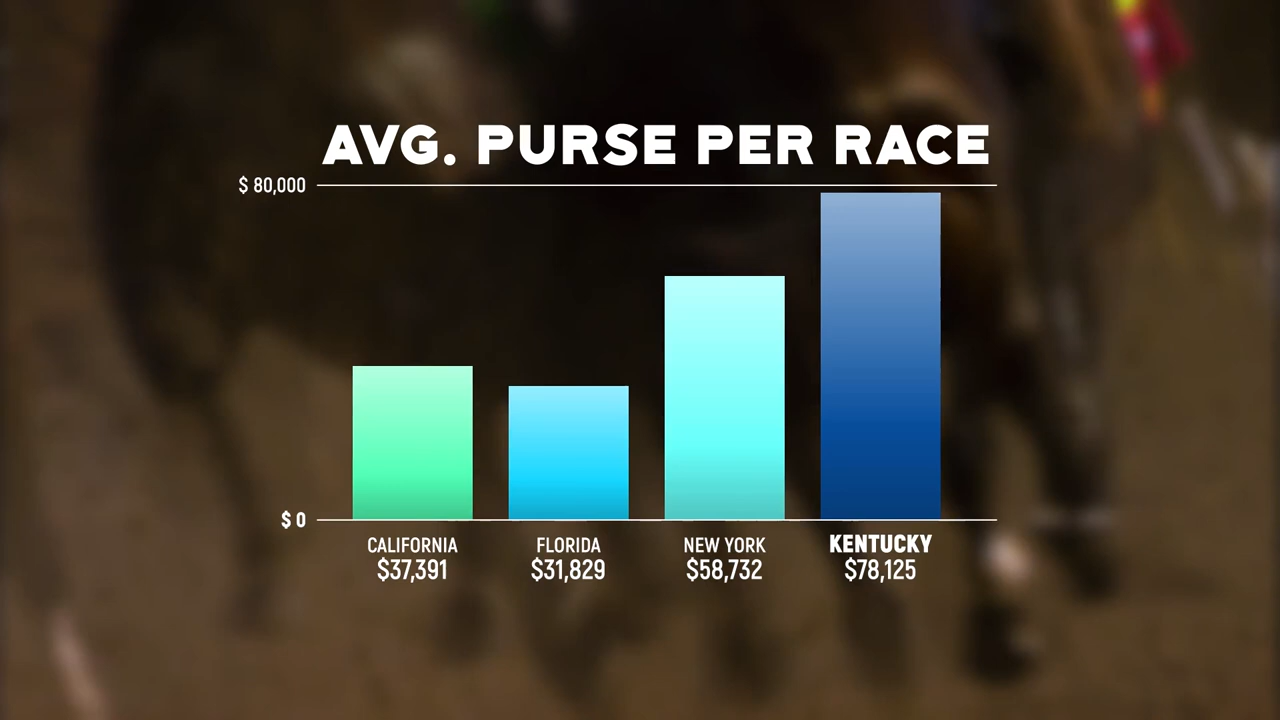 AVG. PURSE PER RACE
$ 80,000
$ 0
CALIFORNIA
$37,391
FLORIDA
$31,829
NEW YORK
$58,732
KENTUCKY
$78,125